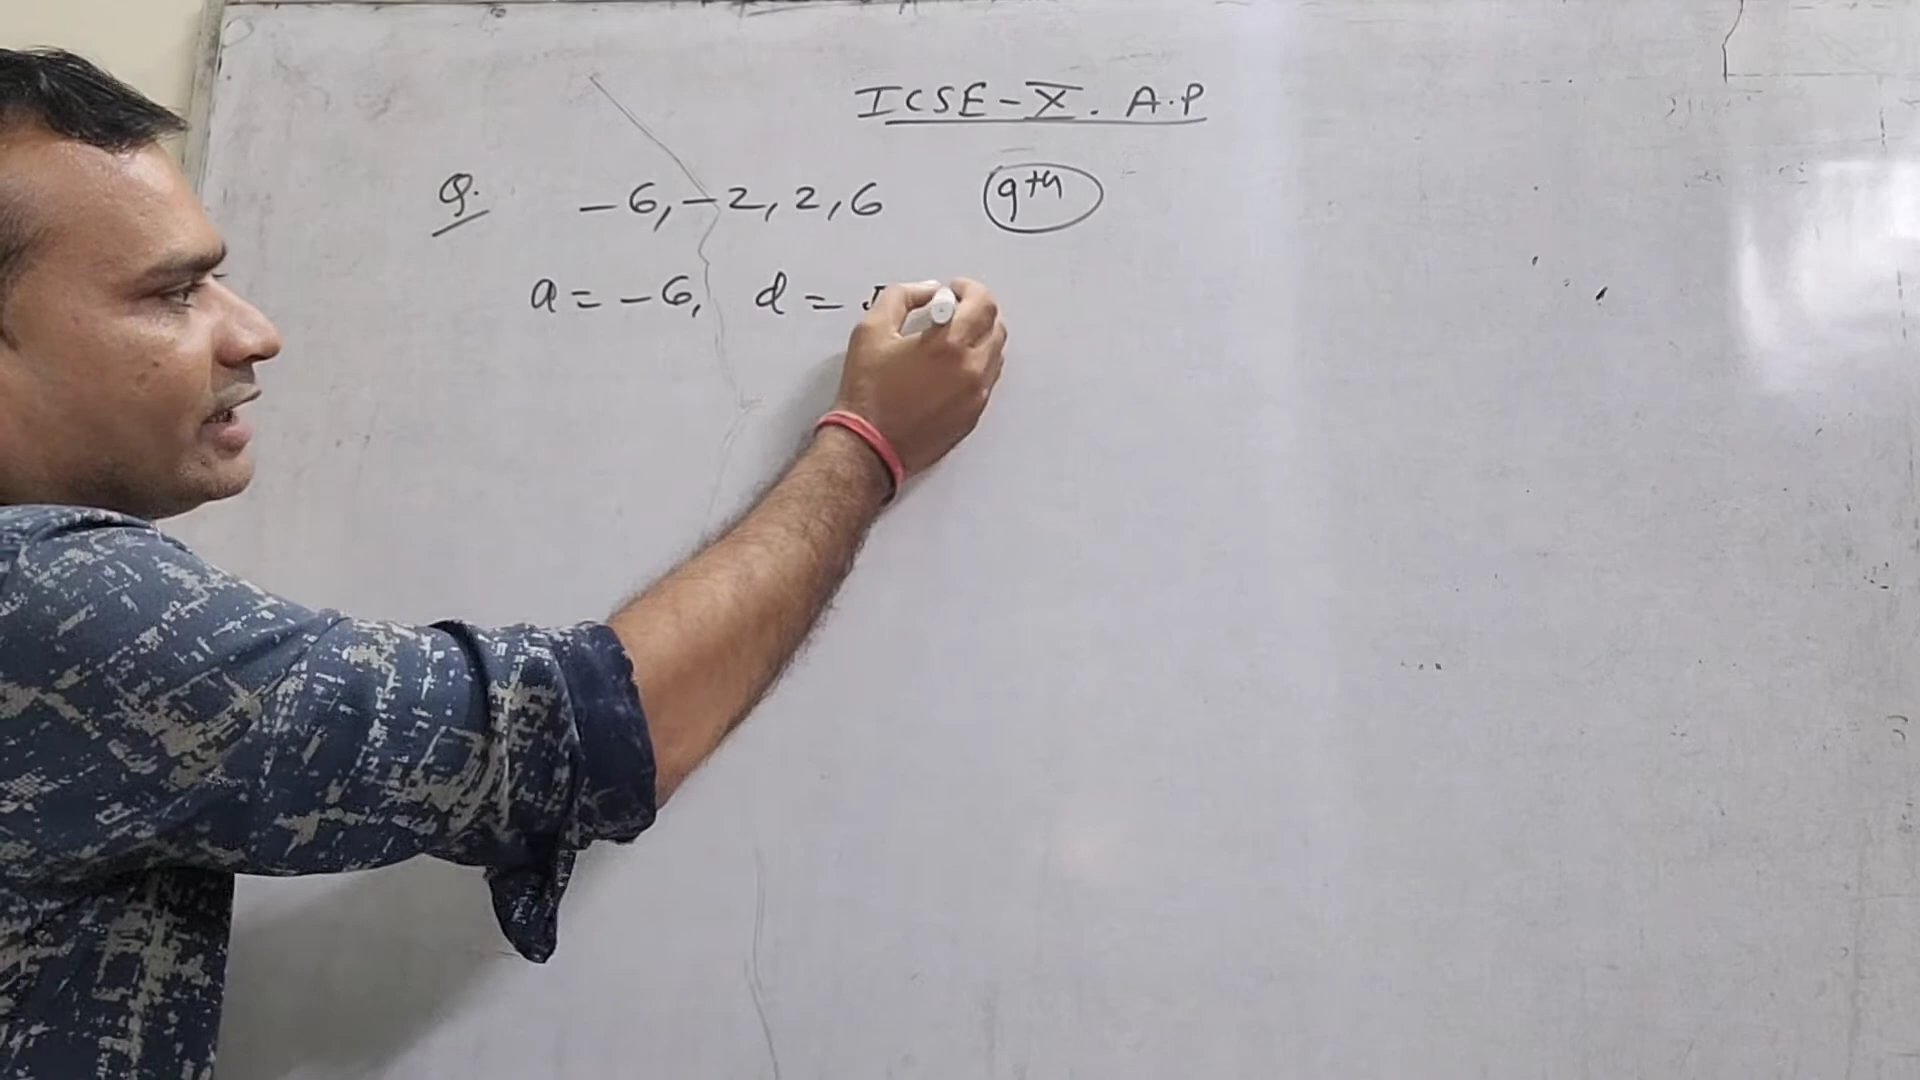 ICSE-X. A.P
Q. -6, -2, 2, 6 9th
a = -6, d =